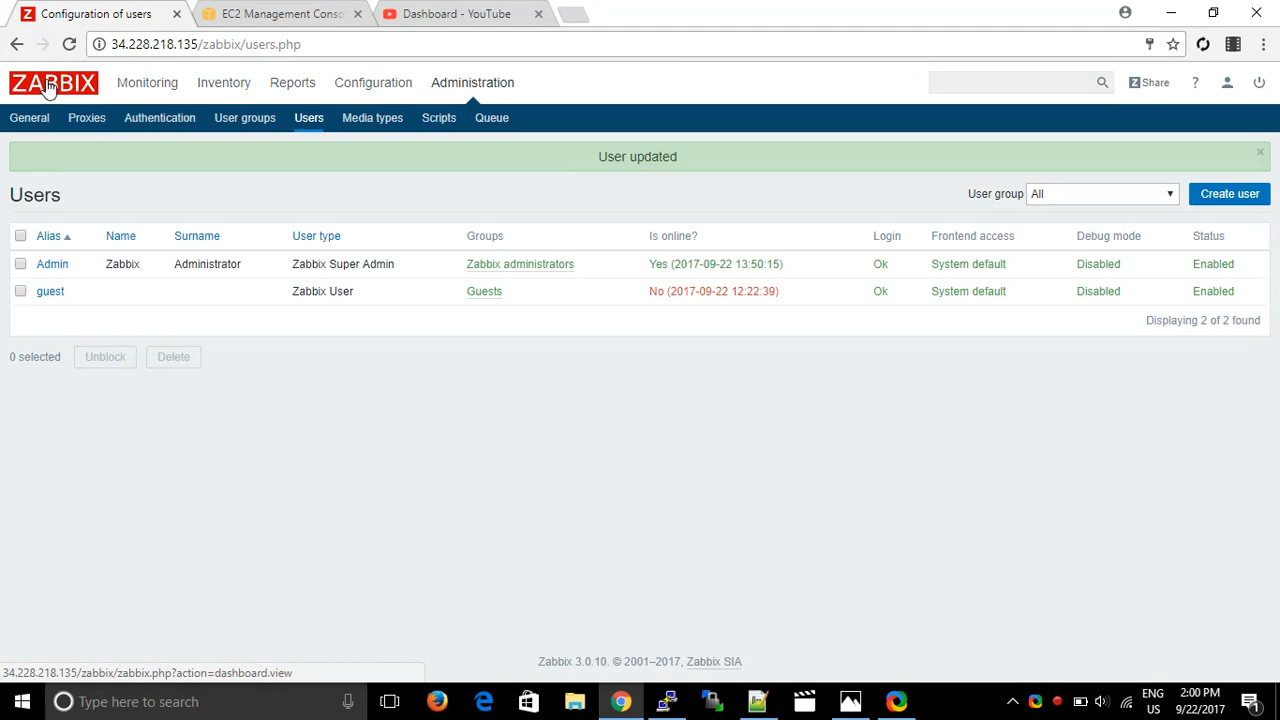 Configuration of users
EC2 Management Conso
Dashboard - YouTube
34.228.218.135/zabbix/users.php
ZABBIX
Monitoring Inventory Reports Configuration Administration
Z Share ?
General Proxies Authentication User groups Users Media types Scripts Queue
User updated
Users
User group All Create user
Alias Name Surname User type Groups Is online? Login Frontend access Debug mode Status
Admin Zabbix Administrator Zabbix Super Admin Zabbix administrators Yes (2017-09-22 13:50:15) Ok System default Disabled Enabled
guest Zabbix User Guests No (2017-09-22 12:22:39) Ok System default Disabled Enabled
Displaying 2 of 2 found
0 selected Unblock Delete
Zabbix 3.0.10. © 2001–2017, Zabbix SIA
34.228.218.135/zabbix/zabbix.php?action=dashboard.view
Type here to search
ENG
US
2:00 PM
9/22/2017
1